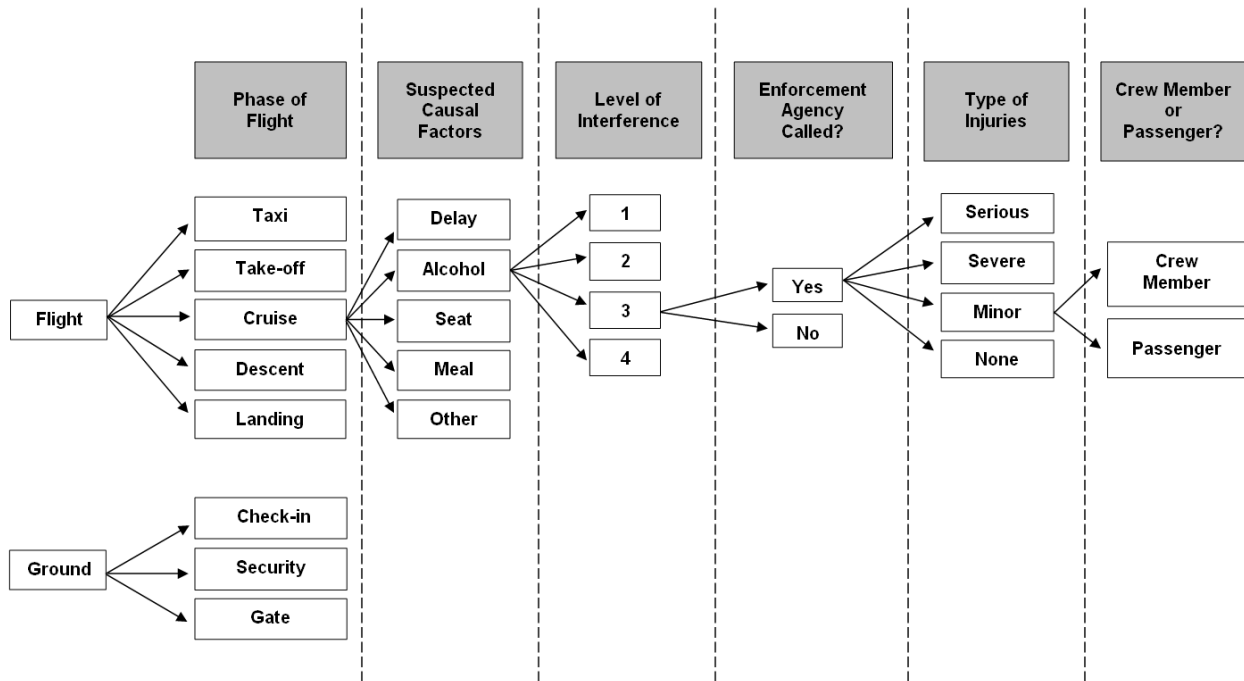 Phase of
Flight
Suspected
Causal
Factors
Level of
Interference
Enforcement
Agency
Called?
Type of
Injuries
Crew Member
or
Passenger?
Flight
Taxi
Take-off
Cruise
Descent
Landing
Delay
Alcohol
Seat
Meal
Other
1
2
3
4
Yes
No
Serious
Severe
Minor
None
Crew
Member
Passenger
Ground
Check-in
Security
Gate